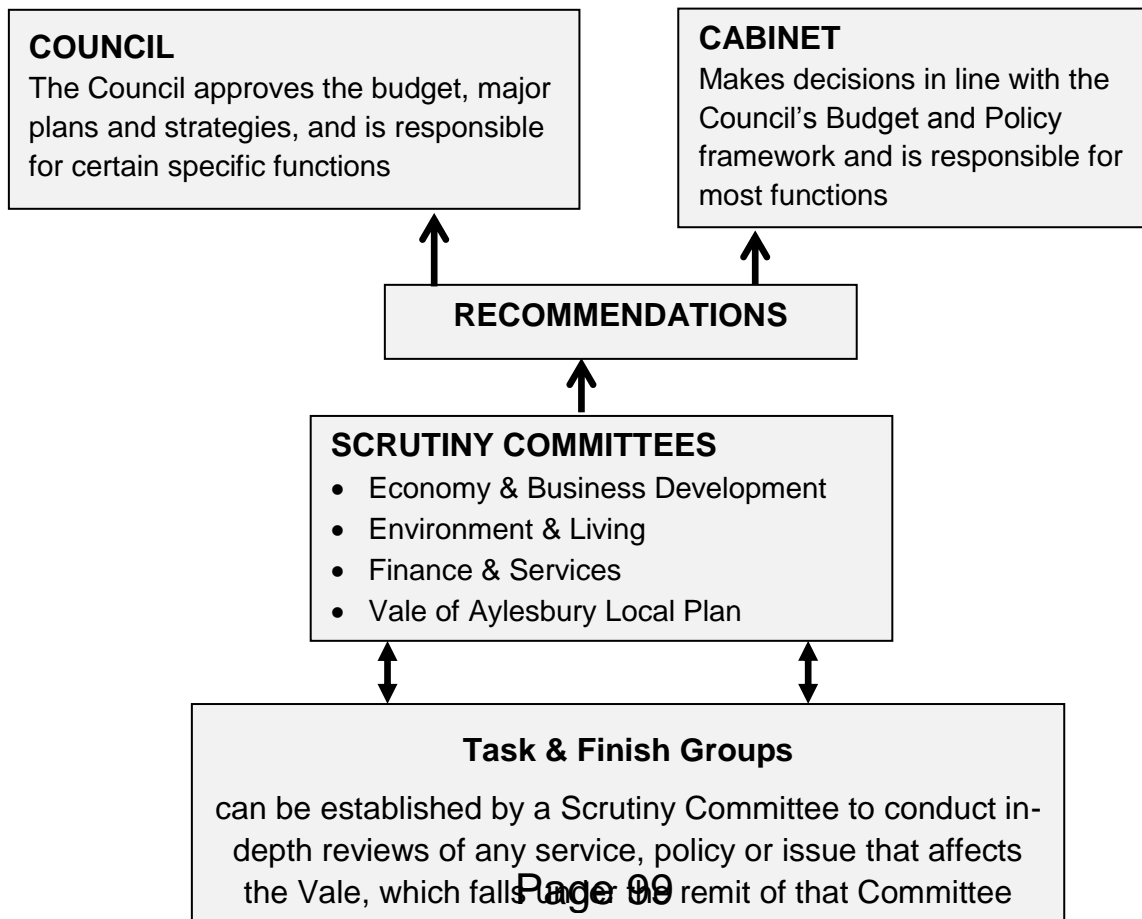 COUNCIL
The Council approves the budget, major
plans and strategies, and is responsible
for certain specific functions
CABINET
Makes decisions in line with the
Council’s Budget and Policy
framework and is responsible for
most functions
RECOMMENDATIONS
SCRUTINY COMMITTEES
• Economy & Business Development
• Environment & Living
• Finance & Services
• Vale of Aylesbury Local Plan
Task & Finish Groups
can be established by a Scrutiny Committee to conduct in-
depth reviews of any service, policy or issue that affects
the Vale, which falls under the remit of that Committee
Page 99